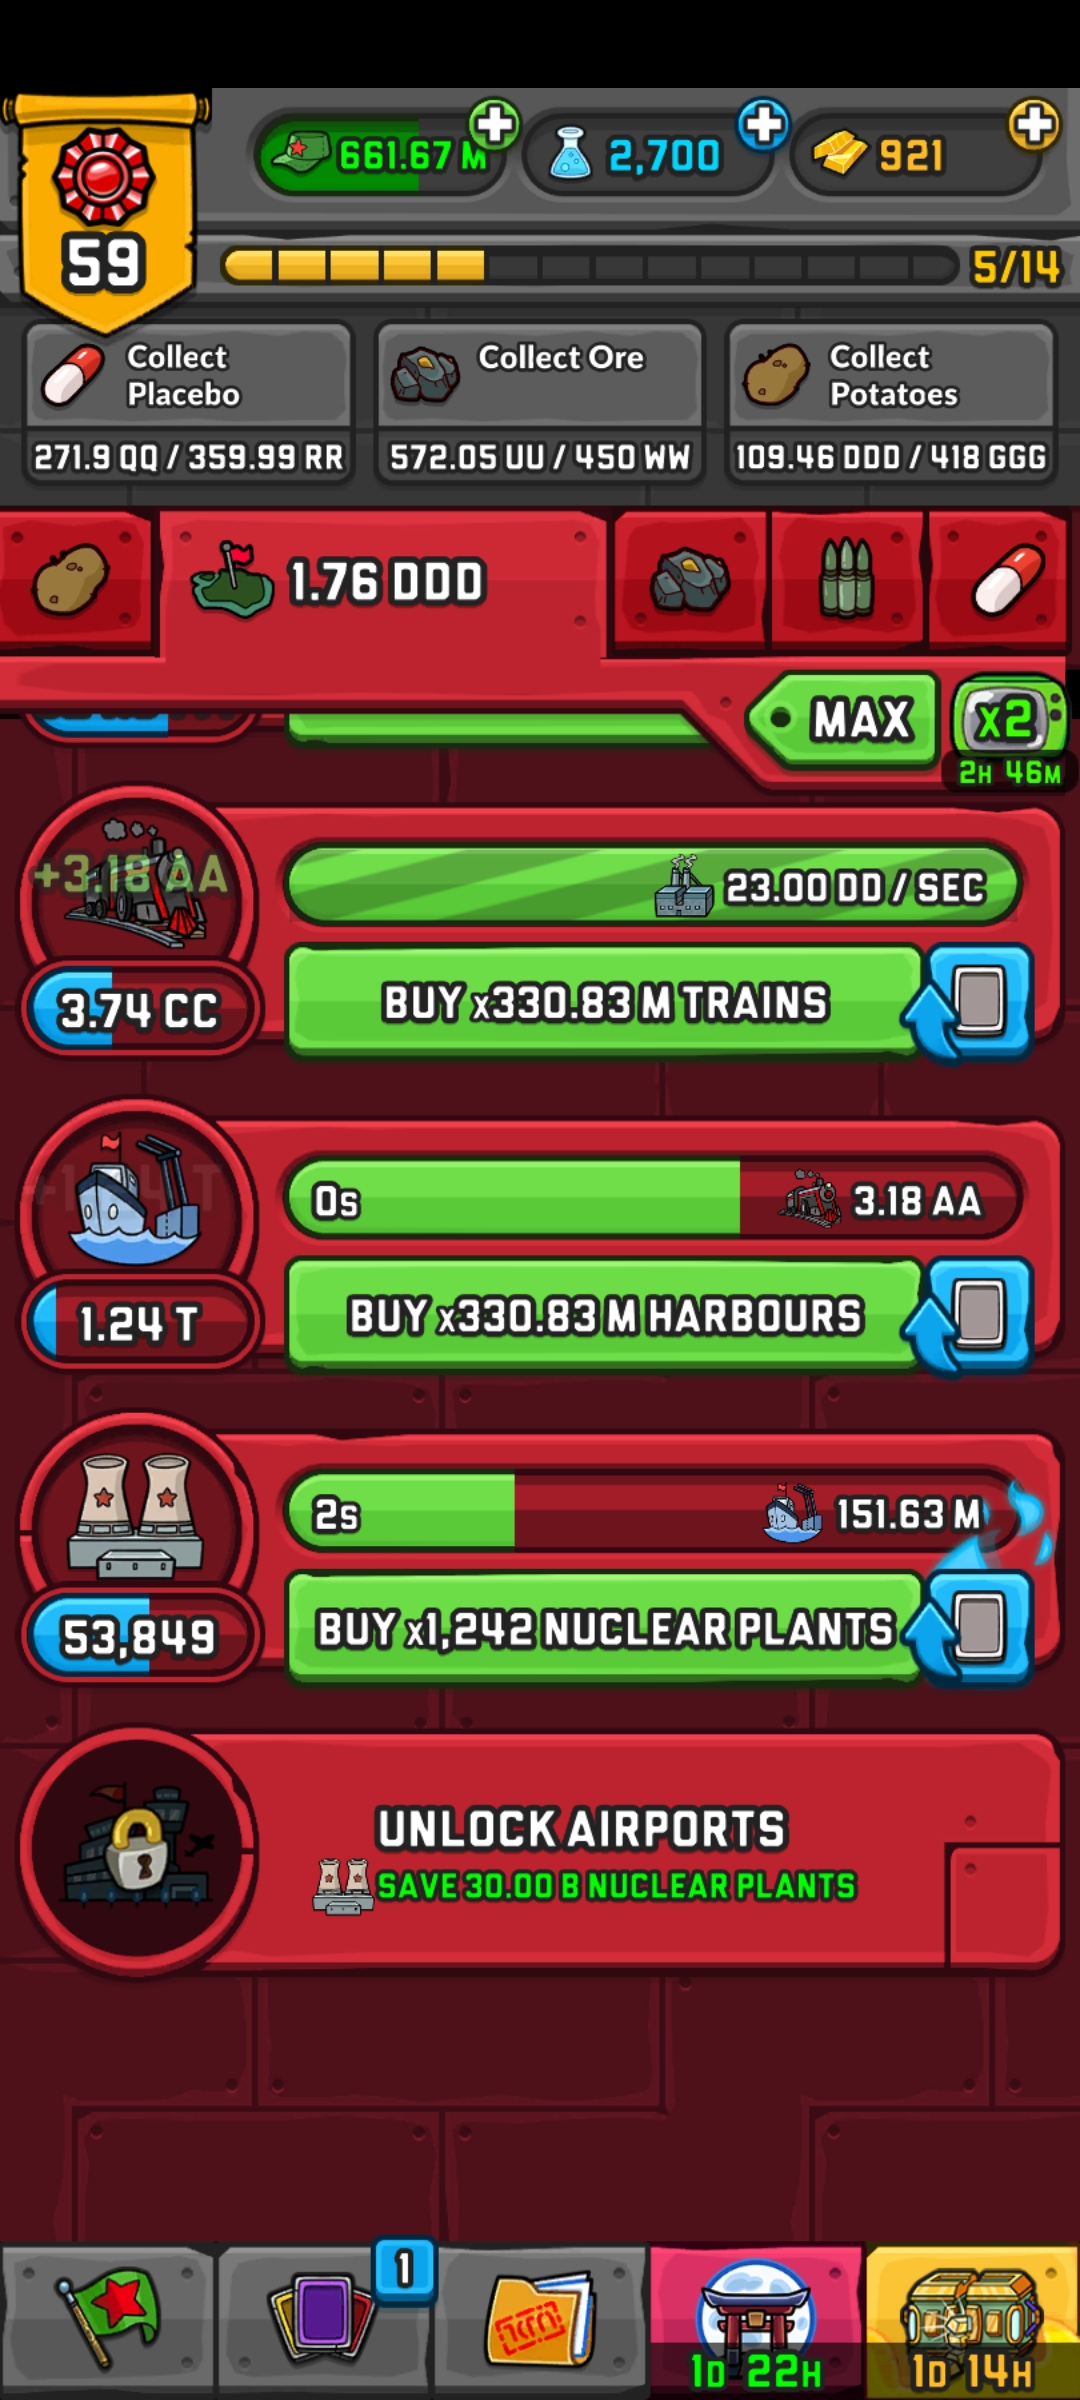 59
661.67 M
2,700
921
5/14
Collect Placebo
271.9 QQ / 359.99 RR
Collect Ore
572.05 UU / 450 WW
Collect Potatoes
109.46 DDD / 418 GGG
1.76 DDD
MAX
x2
2H 46M
+3.18 AA
23.00 DD / SEC
3.74 CC
BUY x330.83 M TRAINS
0s
3.18 AA
1.24 T
BUY x330.83 M HARBOURS
2s
151.63 M
53,849
BUY x1,242 NUCLEAR PLANTS
UNLOCK AIRPORTS
SAVE 30.00 B NUCLEAR PLANTS
1
1D 22H
1D 14H